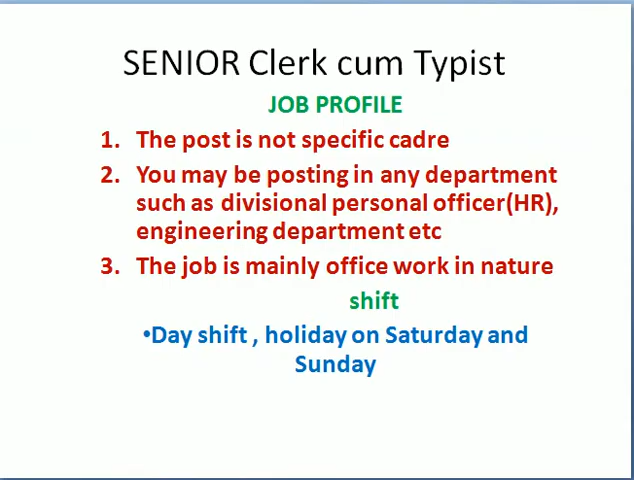 SENIOR Clerk cum Typist
JOB PROFILE
1. The post is not specific cadre
2. You may be posting in any department
such as divisional personal officer(HR),
engineering department etc
3. The job is mainly office work in nature
shift
•Day shift , holiday on Saturday and
Sunday